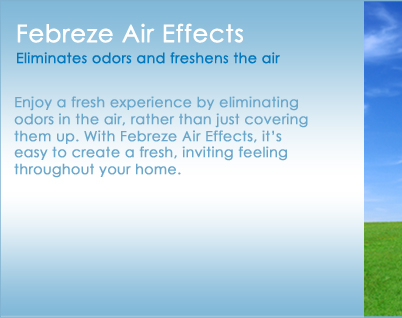 Febreze Air Effects
Eliminates odors and freshens the air
Enjoy a fresh experience by eliminating
odors in the air, rather than just covering
them up. With Febreze Air Effects, it's
easy to create a fresh, inviting feeling
throughout your home.